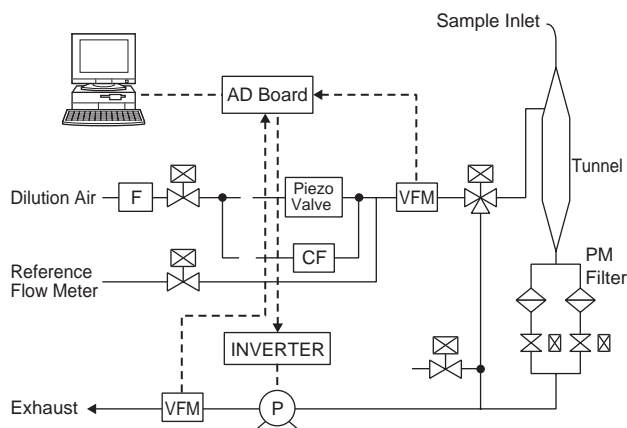 Sample Inlet
AD Board
Tunnel
Dilution Air
F
Piezo
Valve
VFM
CF
PM
Filter
Reference
Flow Meter
INVERTER
Exhaust
VFM
P